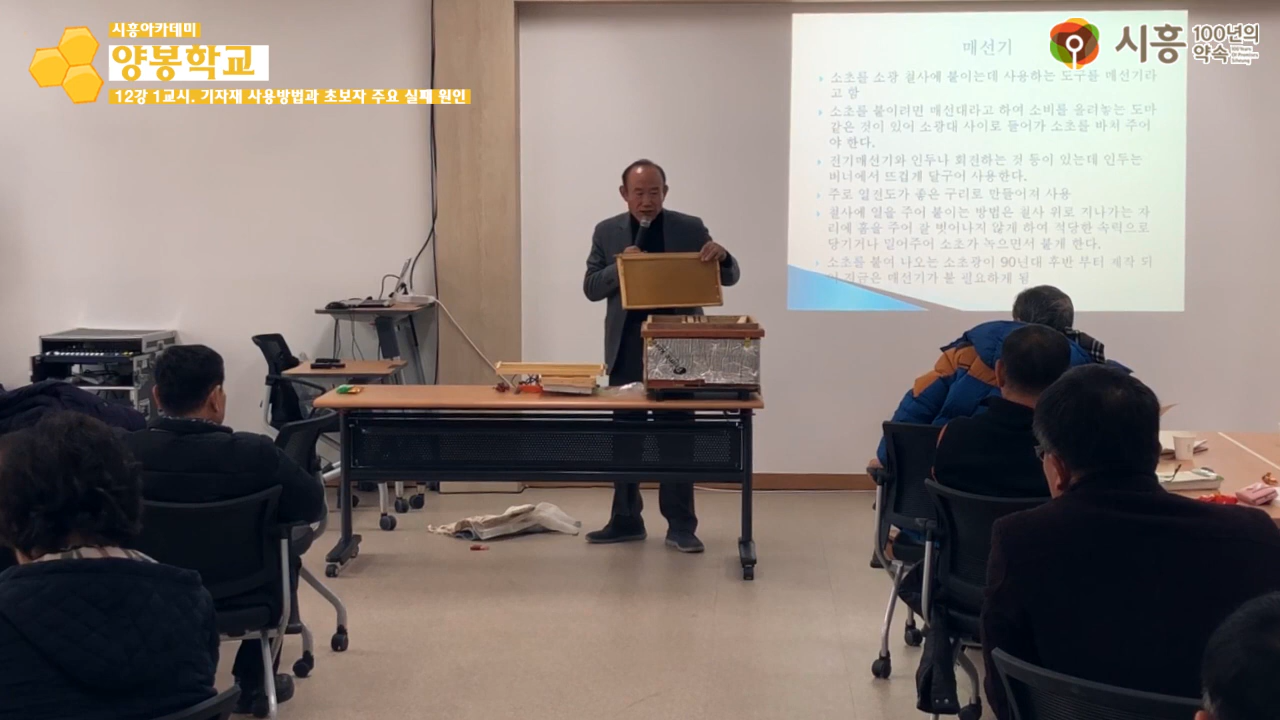 시흥아카데미
양봉학교
12강 1교시. 기자재 사용방법과 초보자 주요 실패 원인
시흥
100년의
약속
매선기
소초를 소광 철사에 붙이는데 사용하는 도구를 매선기라
고 함
소초를 붙이려면 매선대라고 하여 소비를 올려놓는 도마
같은 것이 있어 소광대 사이로 들어가 소초를 바쳐 주어
야 한다.
전기매선기와 인두나 회전하는 것 등이 있는데 인두는
버너에서 뜨겁게 달구어 사용한다.
주로 열전도가 좋은 구리로 만들어져 사용
철사에 열을 주어 붙이는 방법은 철사 위로 지나가는 자
리에 홈을 주어 잘 벗어나지 않게 하여 적당한 속력으로
당기거나 밀어주어 소초가 녹으면서 붙게 한다.
소초를 붙여 나오는 소초광이 90년대 후반 부터 제작 되
어 지금은 매선기가 불 필요하게 됨